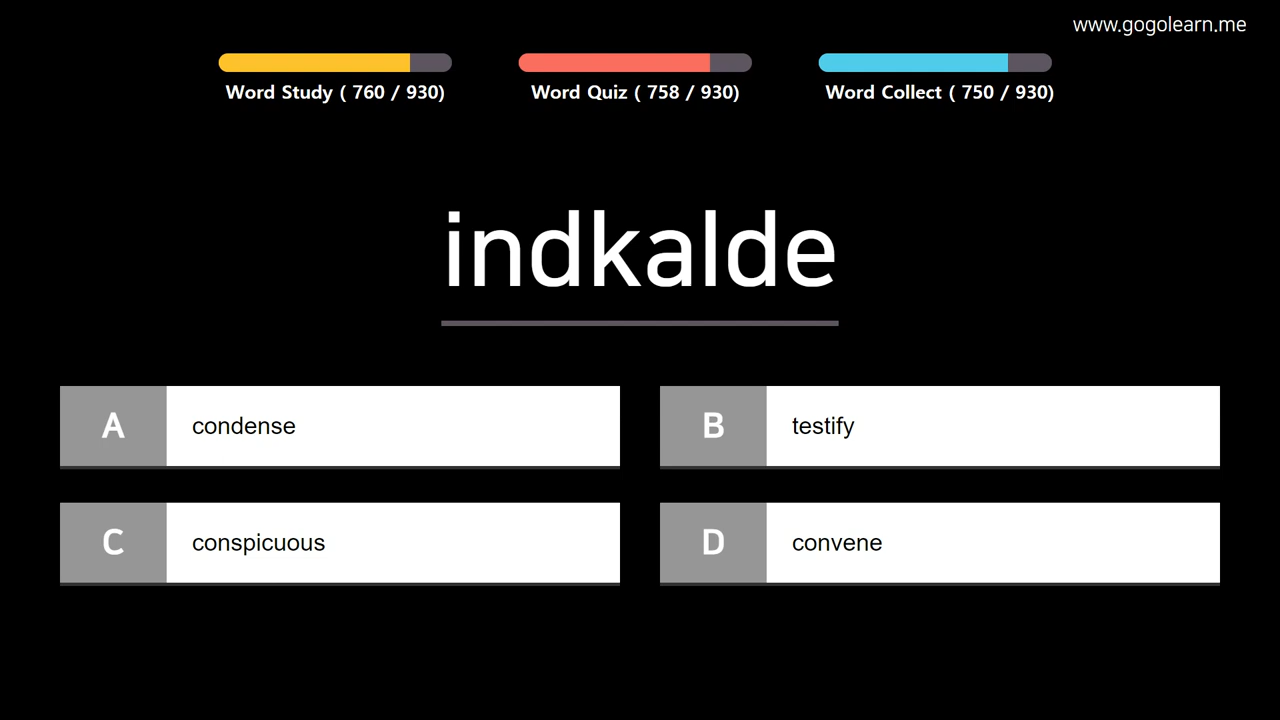 www.gogolearn.me
Word Study ( 760 / 930)
Word Quiz ( 758 / 930)
Word Collect ( 750 / 930)
indkalde
A condense
B testify
C conspicuous
D convene